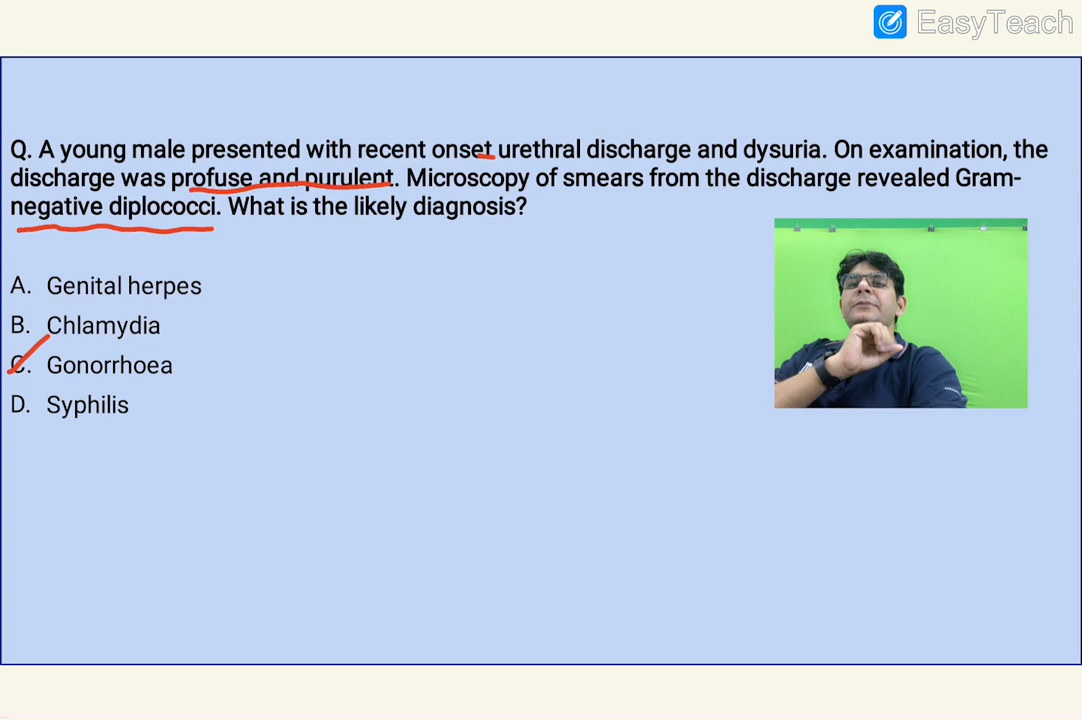 EasyTeach
Q. A young male presented with recent onset urethral discharge and dysuria. On examination, the
discharge was profuse and purulent. Microscopy of smears from the discharge revealed Gram-
negative diplococci. What is the likely diagnosis?
A. Genital herpes
B. Chlamydia
C. Gonorrhoea
D. Syphilis